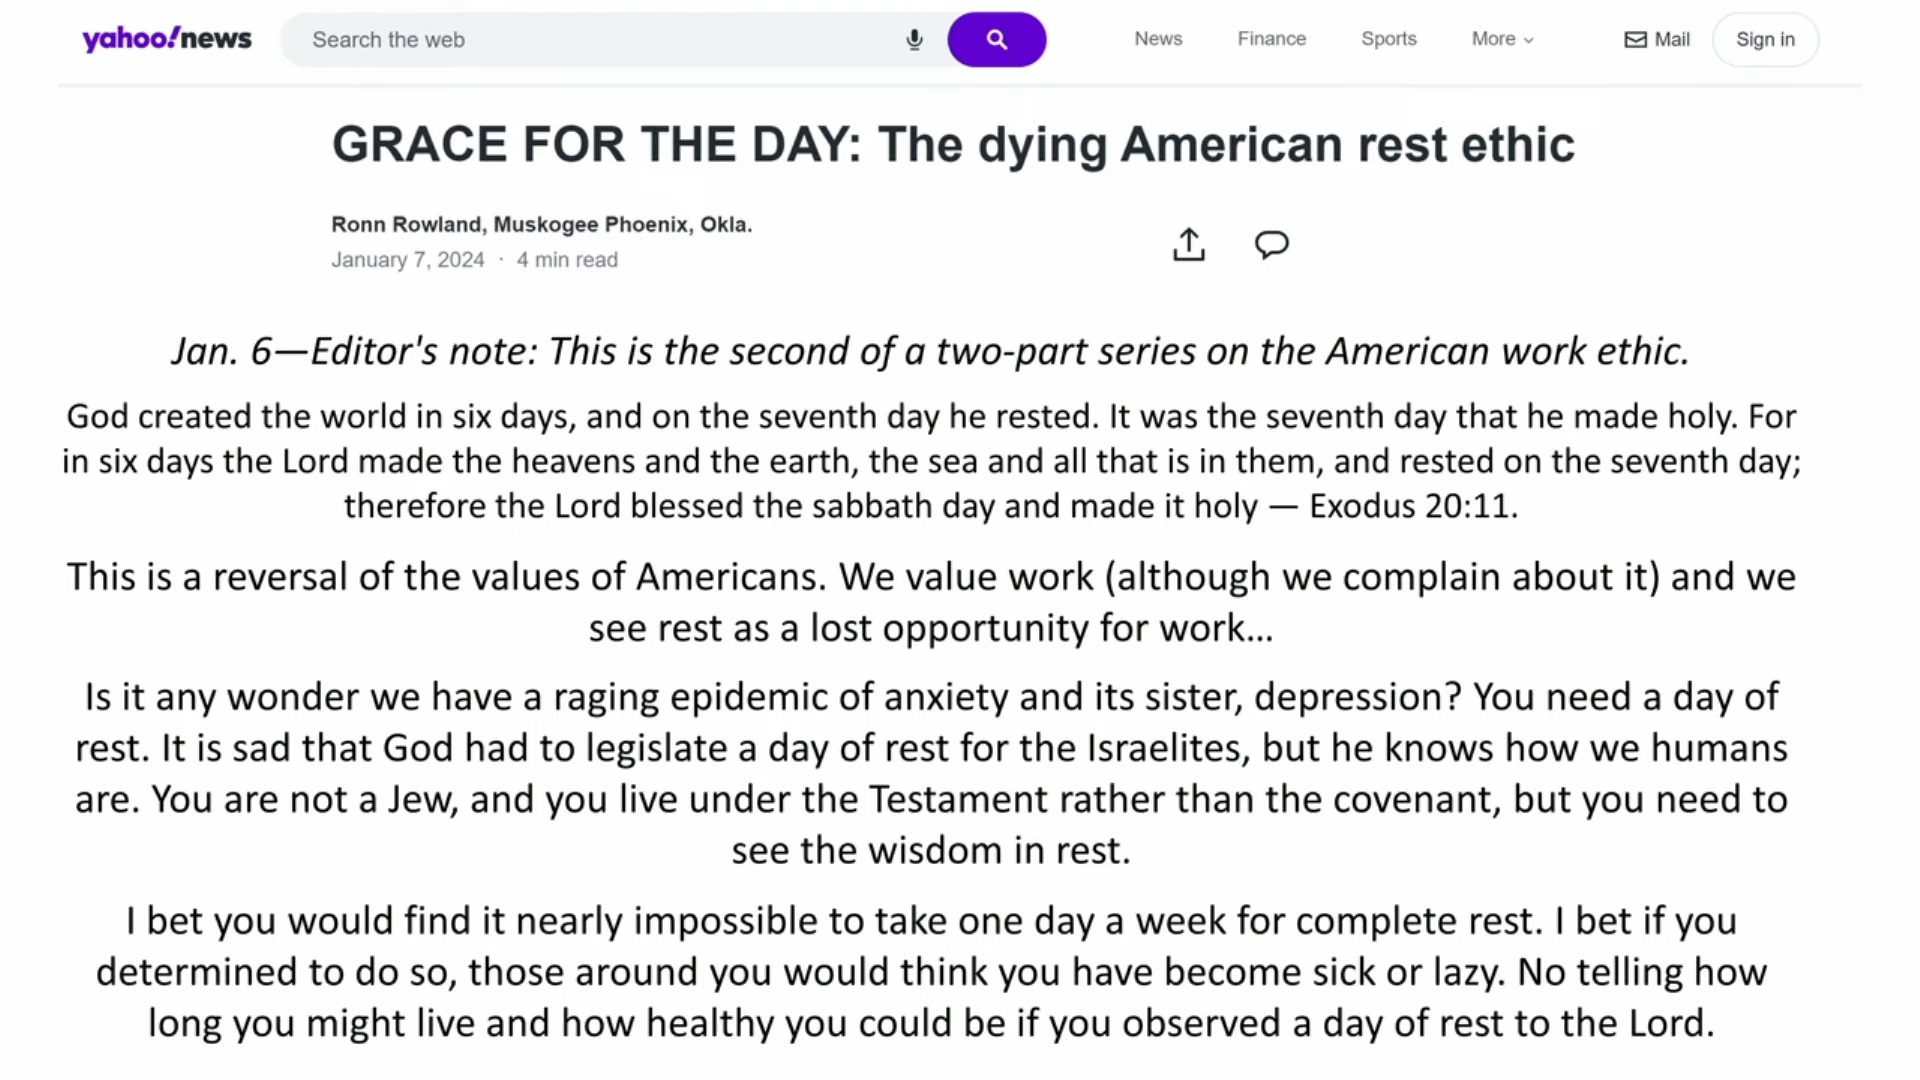 yahoo!news
Search the web
News
Finance
Sports
More
Mail
Sign in
GRACE FOR THE DAY: The dying American rest ethic
Ronn Rowland, Muskogee Phoenix, Okla.
January 7, 2024 · 4 min read
Jan. 6—Editor's note: This is the second of a two-part series on the American work ethic.
God created the world in six days, and on the seventh day he rested. It was the seventh day that he made holy. For
in six days the Lord made the heavens and the earth, the sea and all that is in them, and rested on the seventh day;
therefore the Lord blessed the sabbath day and made it holy — Exodus 20:11.
This is a reversal of the values of Americans. We value work (although we complain about it) and we
see rest as a lost opportunity for work...
Is it any wonder we have a raging epidemic of anxiety and its sister, depression? You need a day of
rest. It is sad that God had to legislate a day of rest for the Israelites, but he knows how we humans
are. You are not a Jew, and you live under the Testament rather than the covenant, but you need to
see the wisdom in rest.
I bet you would find it nearly impossible to take one day a week for complete rest. I bet if you
determined to do so, those around you would think you have become sick or lazy. No telling how
long you might live and how healthy you could be if you observed a day of rest to the Lord.